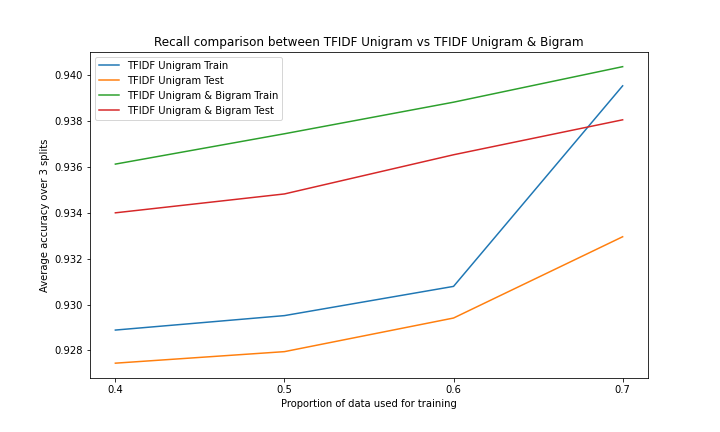 Recall comparison between TFIDF Unigram vs TFIDF Unigram & Bigram
TFIDF Unigram Train
TFIDF Unigram Test
TFIDF Unigram & Bigram Train
TFIDF Unigram & Bigram Test
Average accuracy over 3 splits
0.940
0.938
0.936
0.934
0.932
0.930
0.928
0.4 0.5 0.6 0.7
Proportion of data used for training